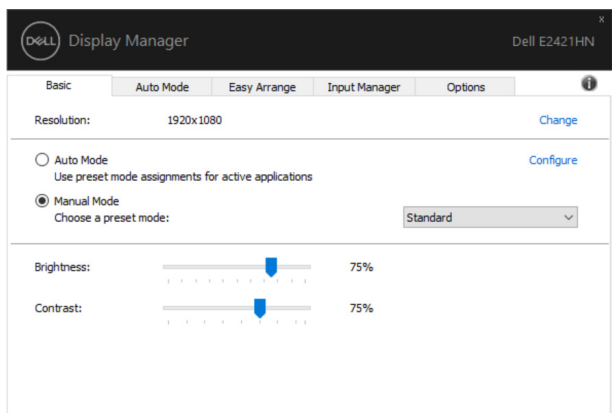 x
DELL Display Manager Dell E2421HN
Basic Auto Mode Easy Arrange Input Manager Options
Resolution: 1920x1080 Change
Auto Mode Configure
Use preset mode assignments for active applications
Manual Mode
Choose a preset mode: Standard
Brightness: 75%
Contrast: 75%